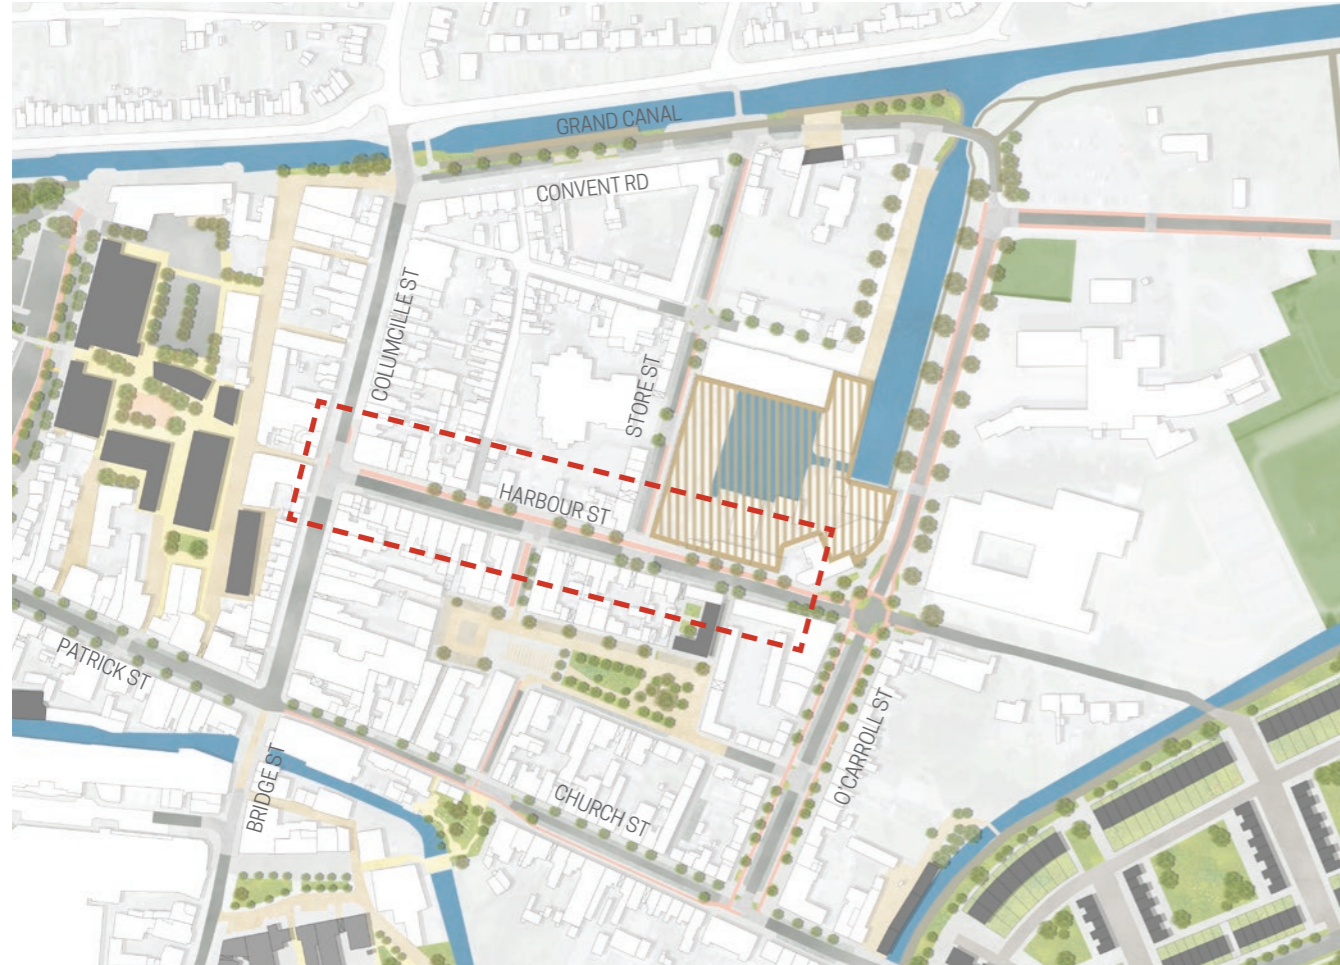 GRAND CANAL
CONVENT RD
COLUMCILLE ST
STORE ST
HARBOUR ST
PATRICK ST
BRIDGE ST
CHURCH ST
O'CARROLL ST